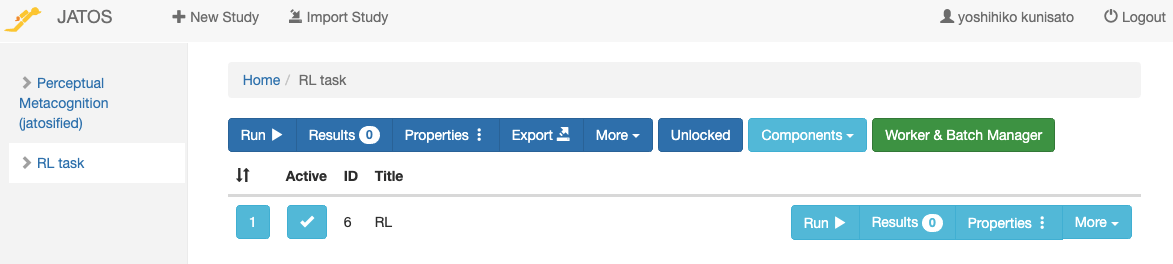 JATOS New Study Import Study yoshihiko kunisato Logout
Perceptual
Metacognition
(jatosified)
RL task
Home / RL task
Run Results 0 Properties Export More Unlocked Components Worker & Batch Manager
Active ID Title
1 6 RL Run Results 0 Properties More